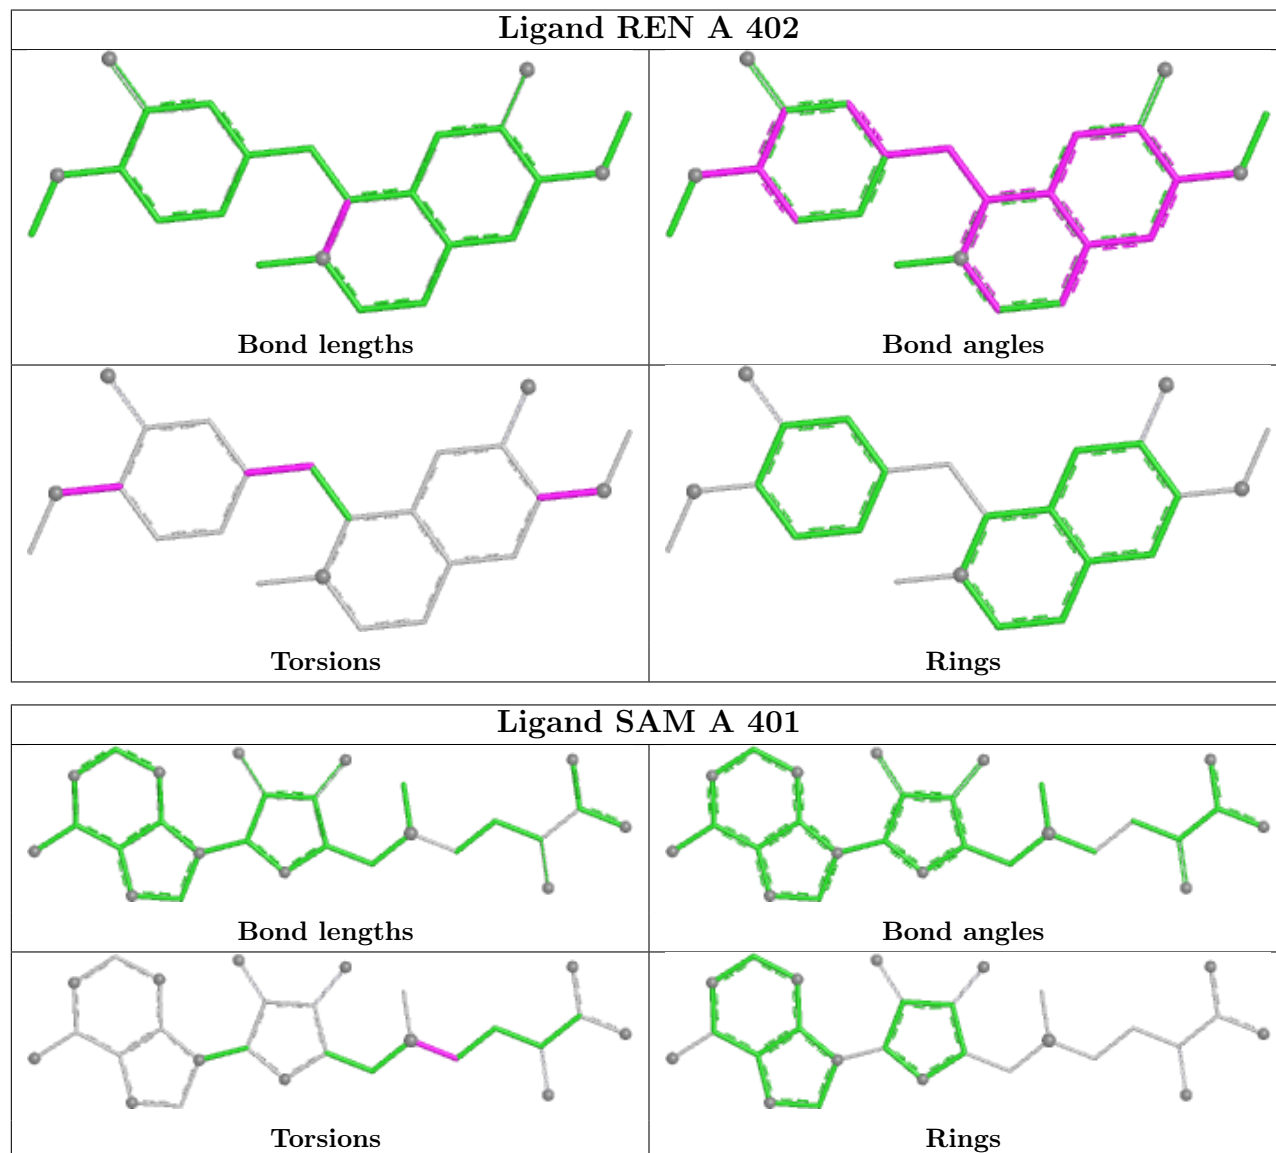 Ligand REN A 402
Bond lengths
Bond angles
Torsions
Rings
Ligand SAM A 401
Bond lengths
Bond angles
Torsions
Rings